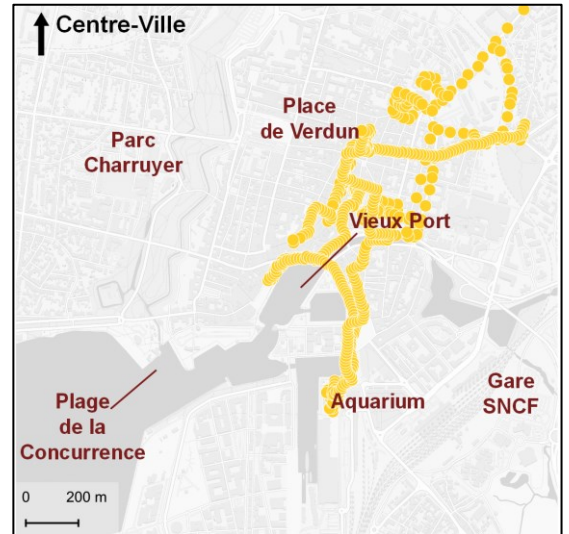 Centre-Ville
Place
de Verdun
Parc
Charruyer
Vieux Port
Plage
de la
Concurrence
Aquarium
Gare
SNCF
0 200 m